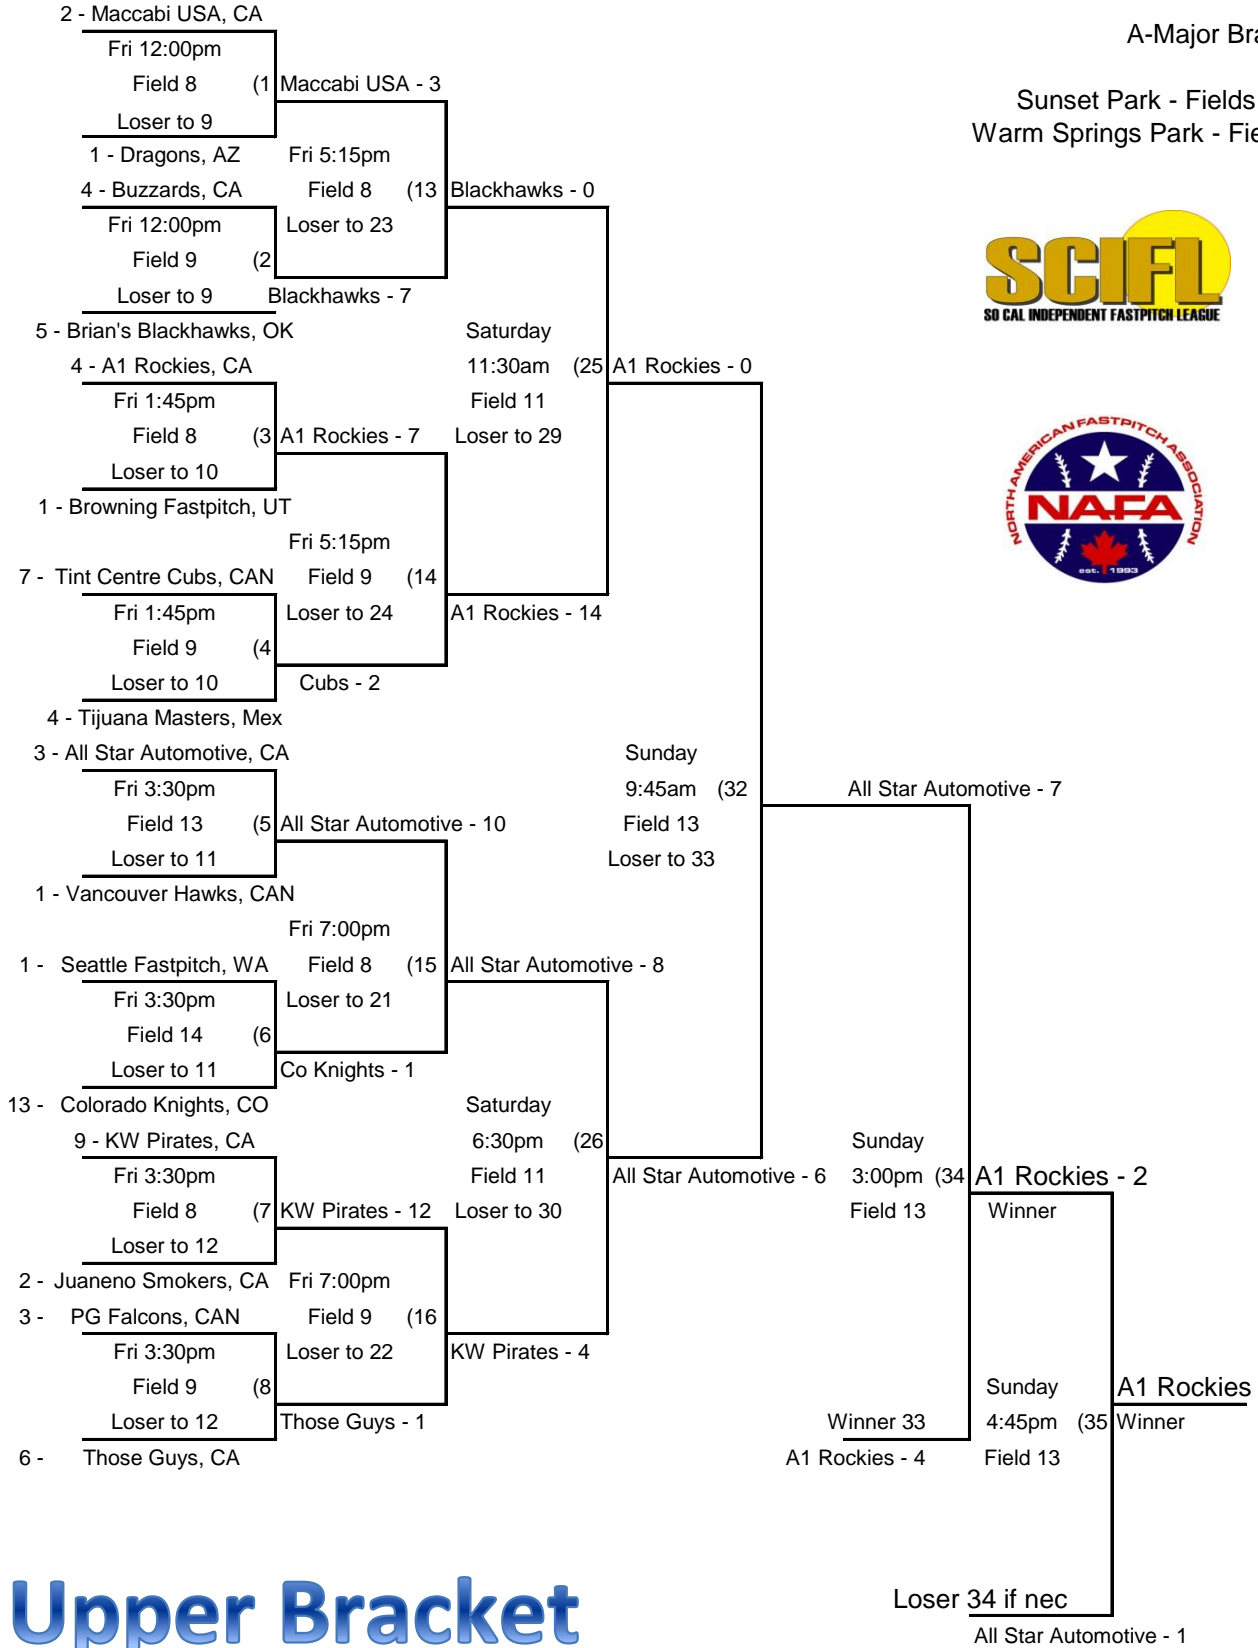 2 - Maccabi USA, CA
Fri 12:00pm
Field 8 (1 Maccabi USA - 3
Loser to 9
1 - Dragons, AZ Fri 5:15pm
4 - Buzzards, CA Field 8 (13 Blackhawks - 0
Fri 12:00pm Loser to 23
Field 9 (2
Loser to 9 Blackhawks - 7
5 - Brian's Blackhawks, OK Saturday
4 - A1 Rockies, CA 11:30am (25 A1 Rockies - 0
Fri 1:45pm Field 11
Field 8 (3 A1 Rockies - 7 Loser to 29
Loser to 10
1 - Browning Fastpitch, UT
Fri 5:15pm
7 - Tint Centre Cubs, CAN Field 9 (14
Fri 1:45pm Loser to 24 A1 Rockies - 14
Field 9 (4
Loser to 10 Cubs - 2
4 - Tijuana Masters, Mex
3 - All Star Automotive, CA Sunday
Fri 3:30pm 9:45am (32 All Star Automotive - 7
Field 13 (5 All Star Automotive - 10 Field 13
Loser to 11 Loser to 33
1 - Vancouver Hawks, CAN
Fri 7:00pm
1 - Seattle Fastpitch, WA Field 8 (15 All Star Automotive - 8
Fri 3:30pm Loser to 21
Field 14 (6
Loser to 11 Co Knights - 1
13 - Colorado Knights, CO Saturday
9 - KW Pirates, CA 6:30pm (26 Sunday
Fri 3:30pm Field 11 All Star Automotive - 6 3:00pm (34 A1 Rockies - 2
Field 8 (7 KW Pirates - 12 Loser to 30 Field 13 Winner
Loser to 12
2 - Juaneno Smokers, CA Fri 7:00pm
3 - PG Falcons, CAN Field 9 (16
Fri 3:30pm Loser to 22 KW Pirates - 4
Field 9 (8 Sunday A1 Rockies
Loser to 12 Those Guys - 1 Winner 33 4:45pm (35 Winner
6 - Those Guys, CA A1 Rockies - 4 Field 13
Loser 34 if nec
All Star Automotive - 1
Upper Bracket
A-Major Bra
Sunset Park - Fields
Warm Springs Park - Fie
SCIFL
SO CAL INDEPENDENT FASTPITCH LEAGUE
NORTH AMERICAN FASTPITCH ASSOCIATION
NAFA
est. 1993